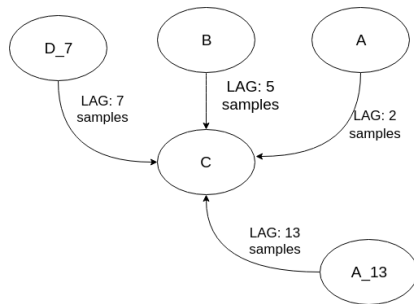 D_7
B
A
LAG: 7
samples
LAG: 5
samples
LAG: 2
samples
C
LAG: 13
samples
A_13